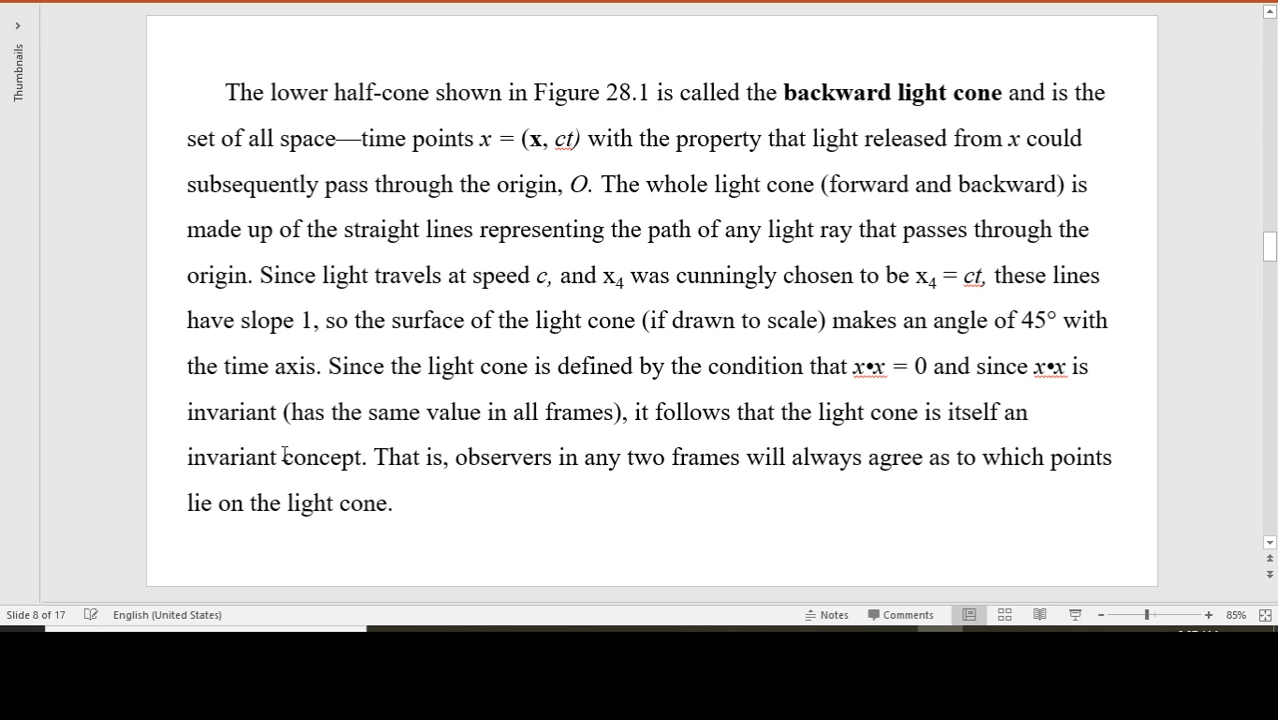 Thumbnails
The lower half-cone shown in Figure 28.1 is called the backward light cone and is the
set of all space—time points x = (x, ct) with the property that light released from x could
subsequently pass through the origin, O. The whole light cone (forward and backward) is
made up of the straight lines representing the path of any light ray that passes through the
origin. Since light travels at speed c, and x₄ was cunningly chosen to be x₄ = ct, these lines
have slope 1, so the surface of the light cone (if drawn to scale) makes an angle of 45° with
the time axis. Since the light cone is defined by the condition that x•x = 0 and since x•x is
invariant (has the same value in all frames), it follows that the light cone is itself an
invariant concept. That is, observers in any two frames will always agree as to which points
lie on the light cone.
Slide 8 of 17 English (United States) Notes Comments 85%